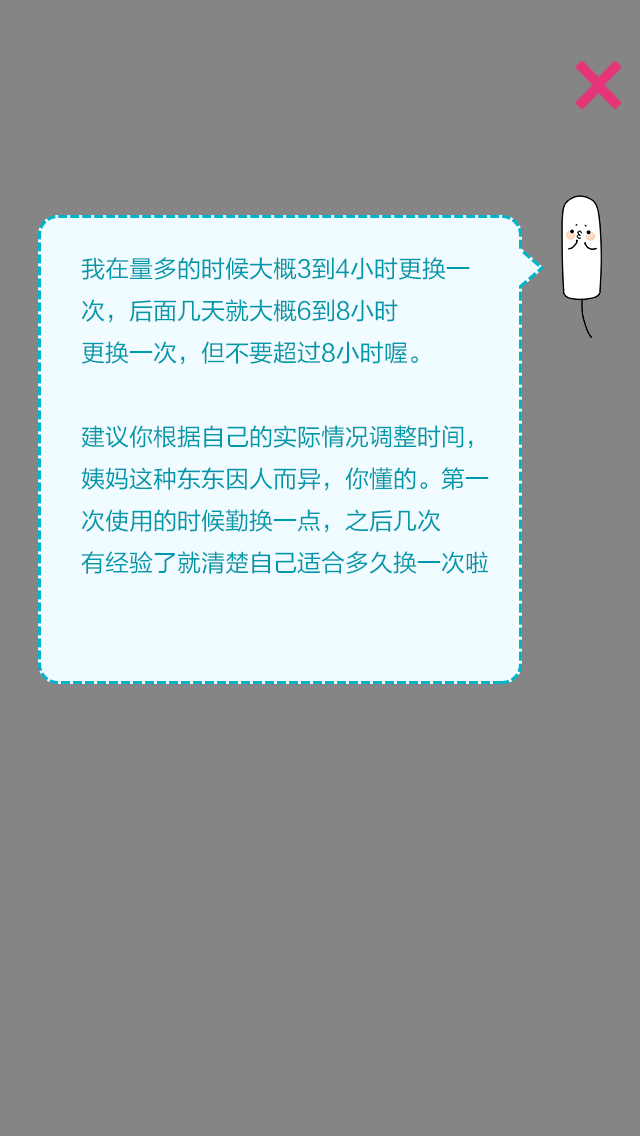 我在量多的时候大概3到4小时更换一
次，后面几天就大概6到8小时
更换一次，但不要超过8小时喔。
建议你根据自己的实际情况调整时间，
姨妈这种东东因人而异，你懂的。第一
次使用的时候勤换一点，之后几次
有经验了就清楚自己适合多久换一次啦